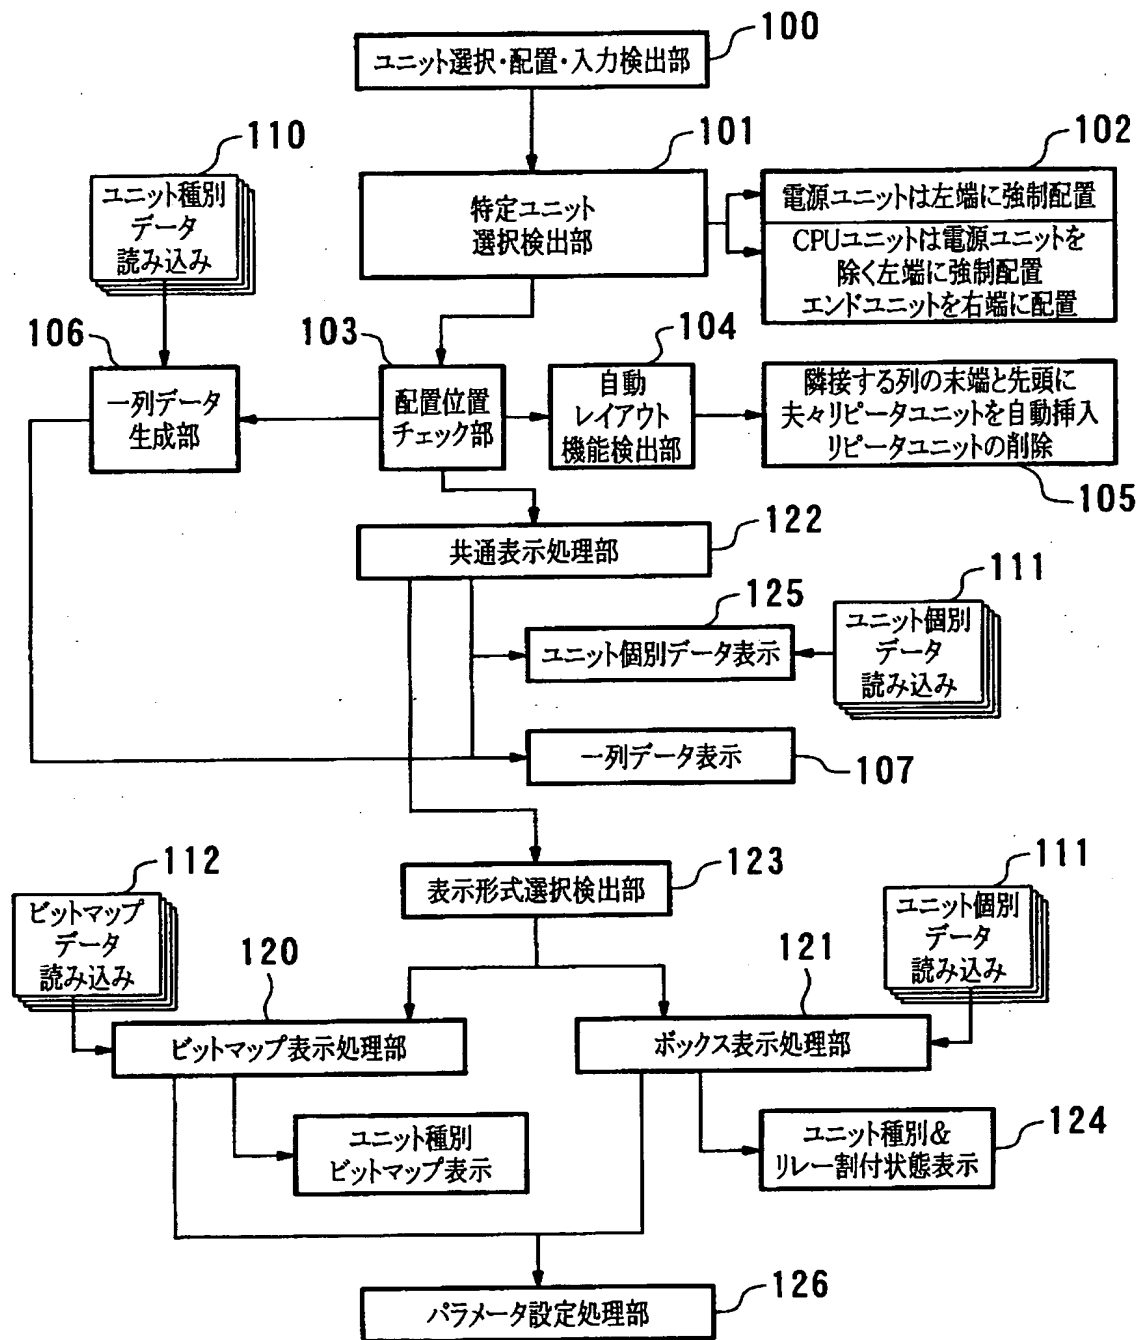 100
ユニット選択・配置・入力検出部
110
101
102
ユニット種別
データ
読み込み
特定ユニット
選択検出部
電源ユニットは左端に強制配置
CPUユニットは電源ユニットを
除く左端に強制配置
エンドユニットを右端に配置
106
103
104
一列データ
生成部
配置位置
チェック部
自動
レイアウト
機能検出部
隣接する列の末端と先頭に
夫々リピータユニットを自動挿入
リピータユニットの削除
105
122
共通表示処理部
125
111
ユニット個別データ表示
ユニット個別
データ
読み込み
一列データ表示
107
112
123
111
表示形式選択検出部
ビットマップ
データ
読み込み
ユニット個別
データ
読み込み
120
121
ビットマップ表示処理部
ボックス表示処理部
ユニット種別
ビットマップ表示
ユニット種別&
リレー割付状態表示
124
パラメータ設定処理部
126